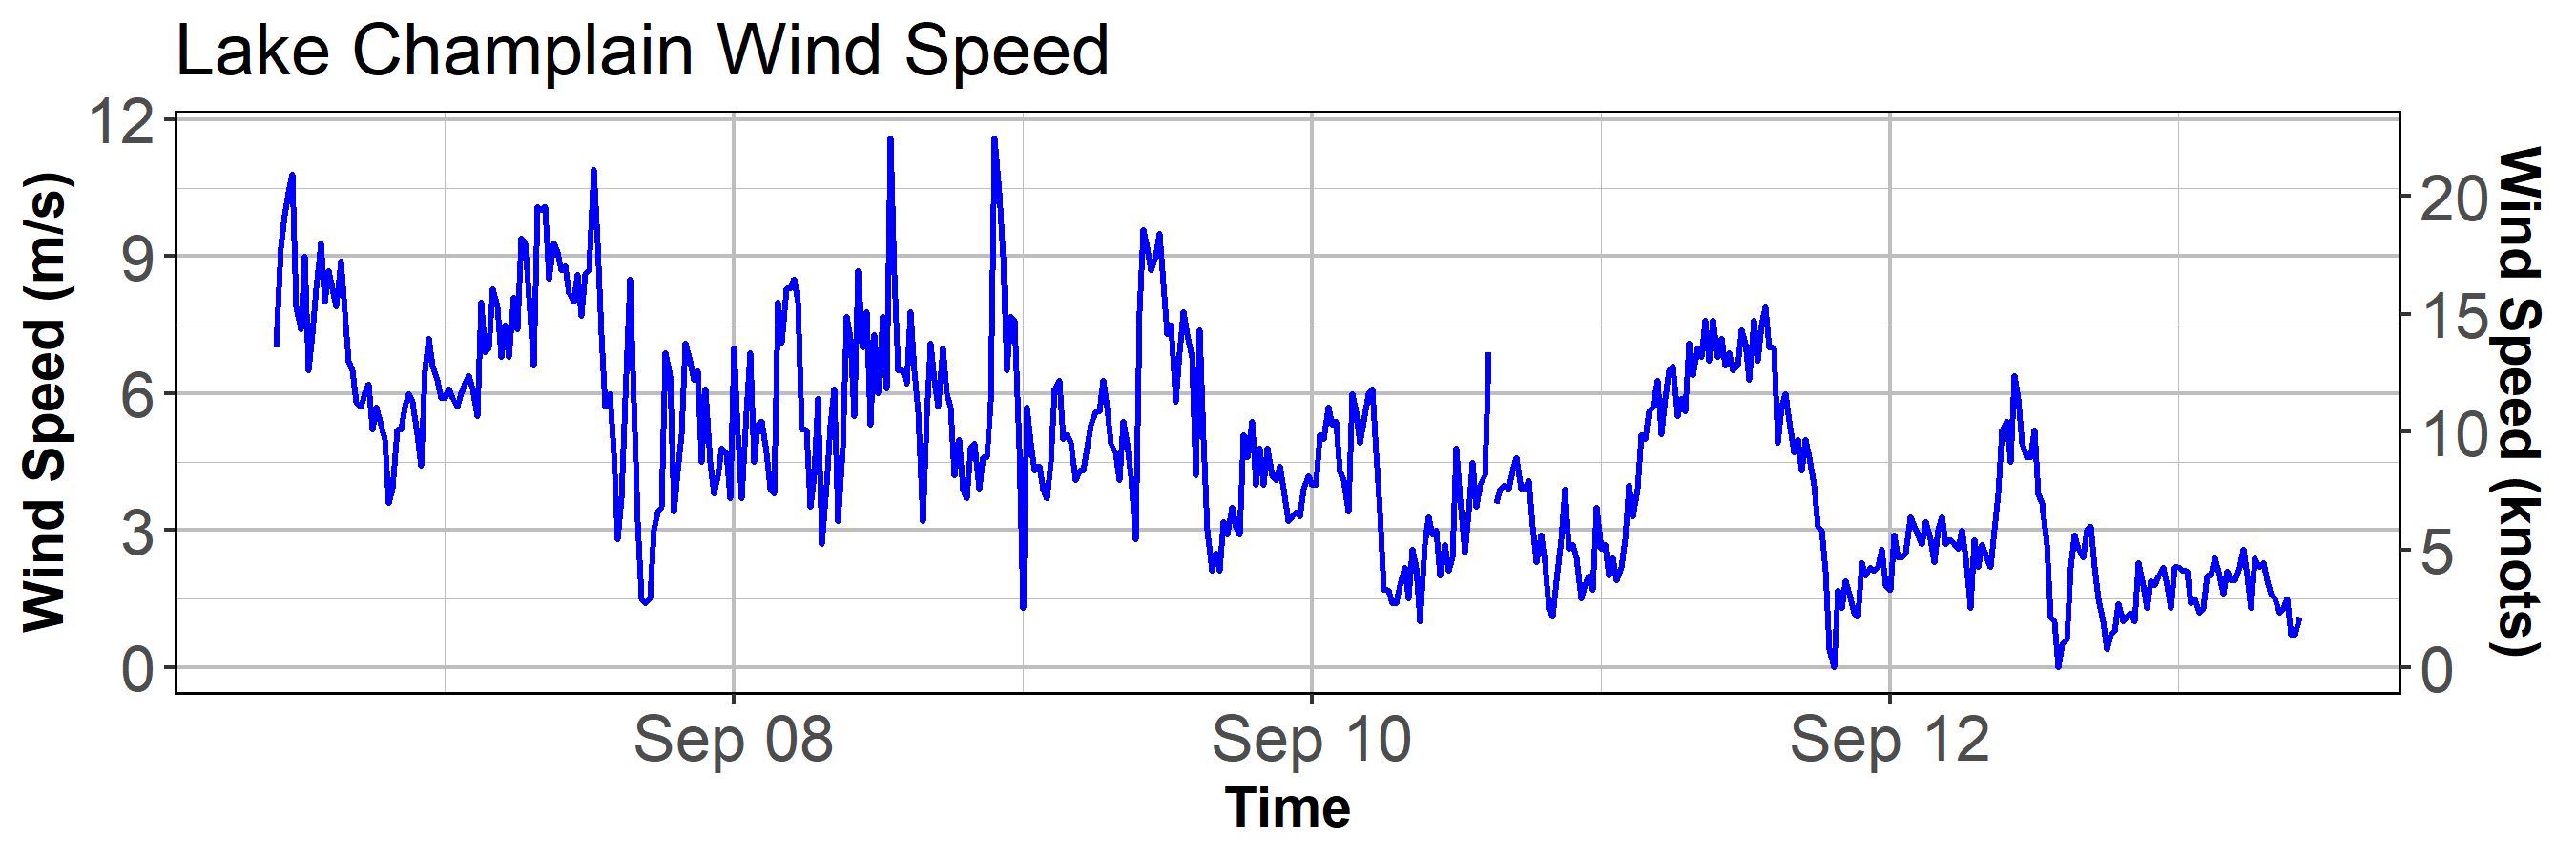 Lake Champlain Wind Speed
Wind Speed (m/s)
12
9
6
3
0
20
15
10
5
0
Wind Speed (knots)
Sep 08
Sep 10
Sep 12
Time